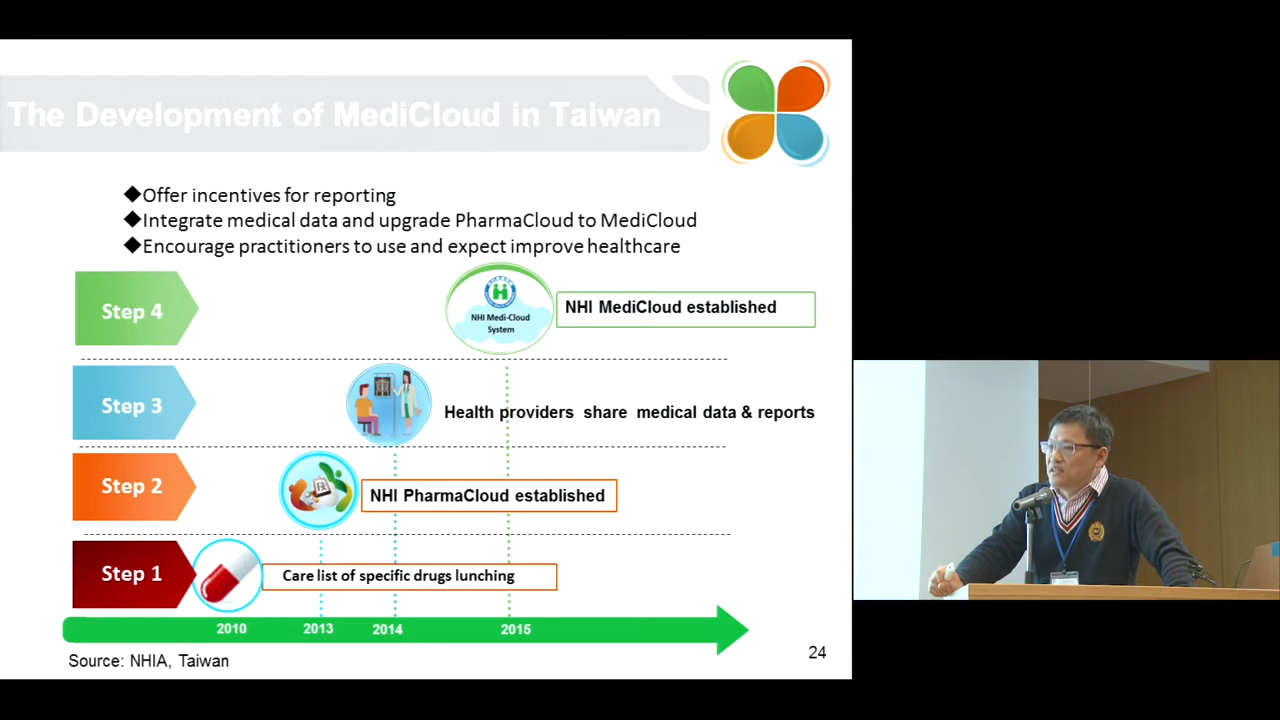 The Development of MediCloud in Taiwan
◆Offer incentives for reporting
◆Integrate medical data and upgrade PharmaCloud to MediCloud
◆Encourage practitioners to use and expect improve healthcare
Step 4
NHI Medi-Cloud
System
NHI MediCloud established
Step 3
Health providers share medical data & reports
Step 2
NHI PharmaCloud established
Step 1
Care list of specific drugs lunching
2010 2013 2014 2015
Source: NHIA, Taiwan
24